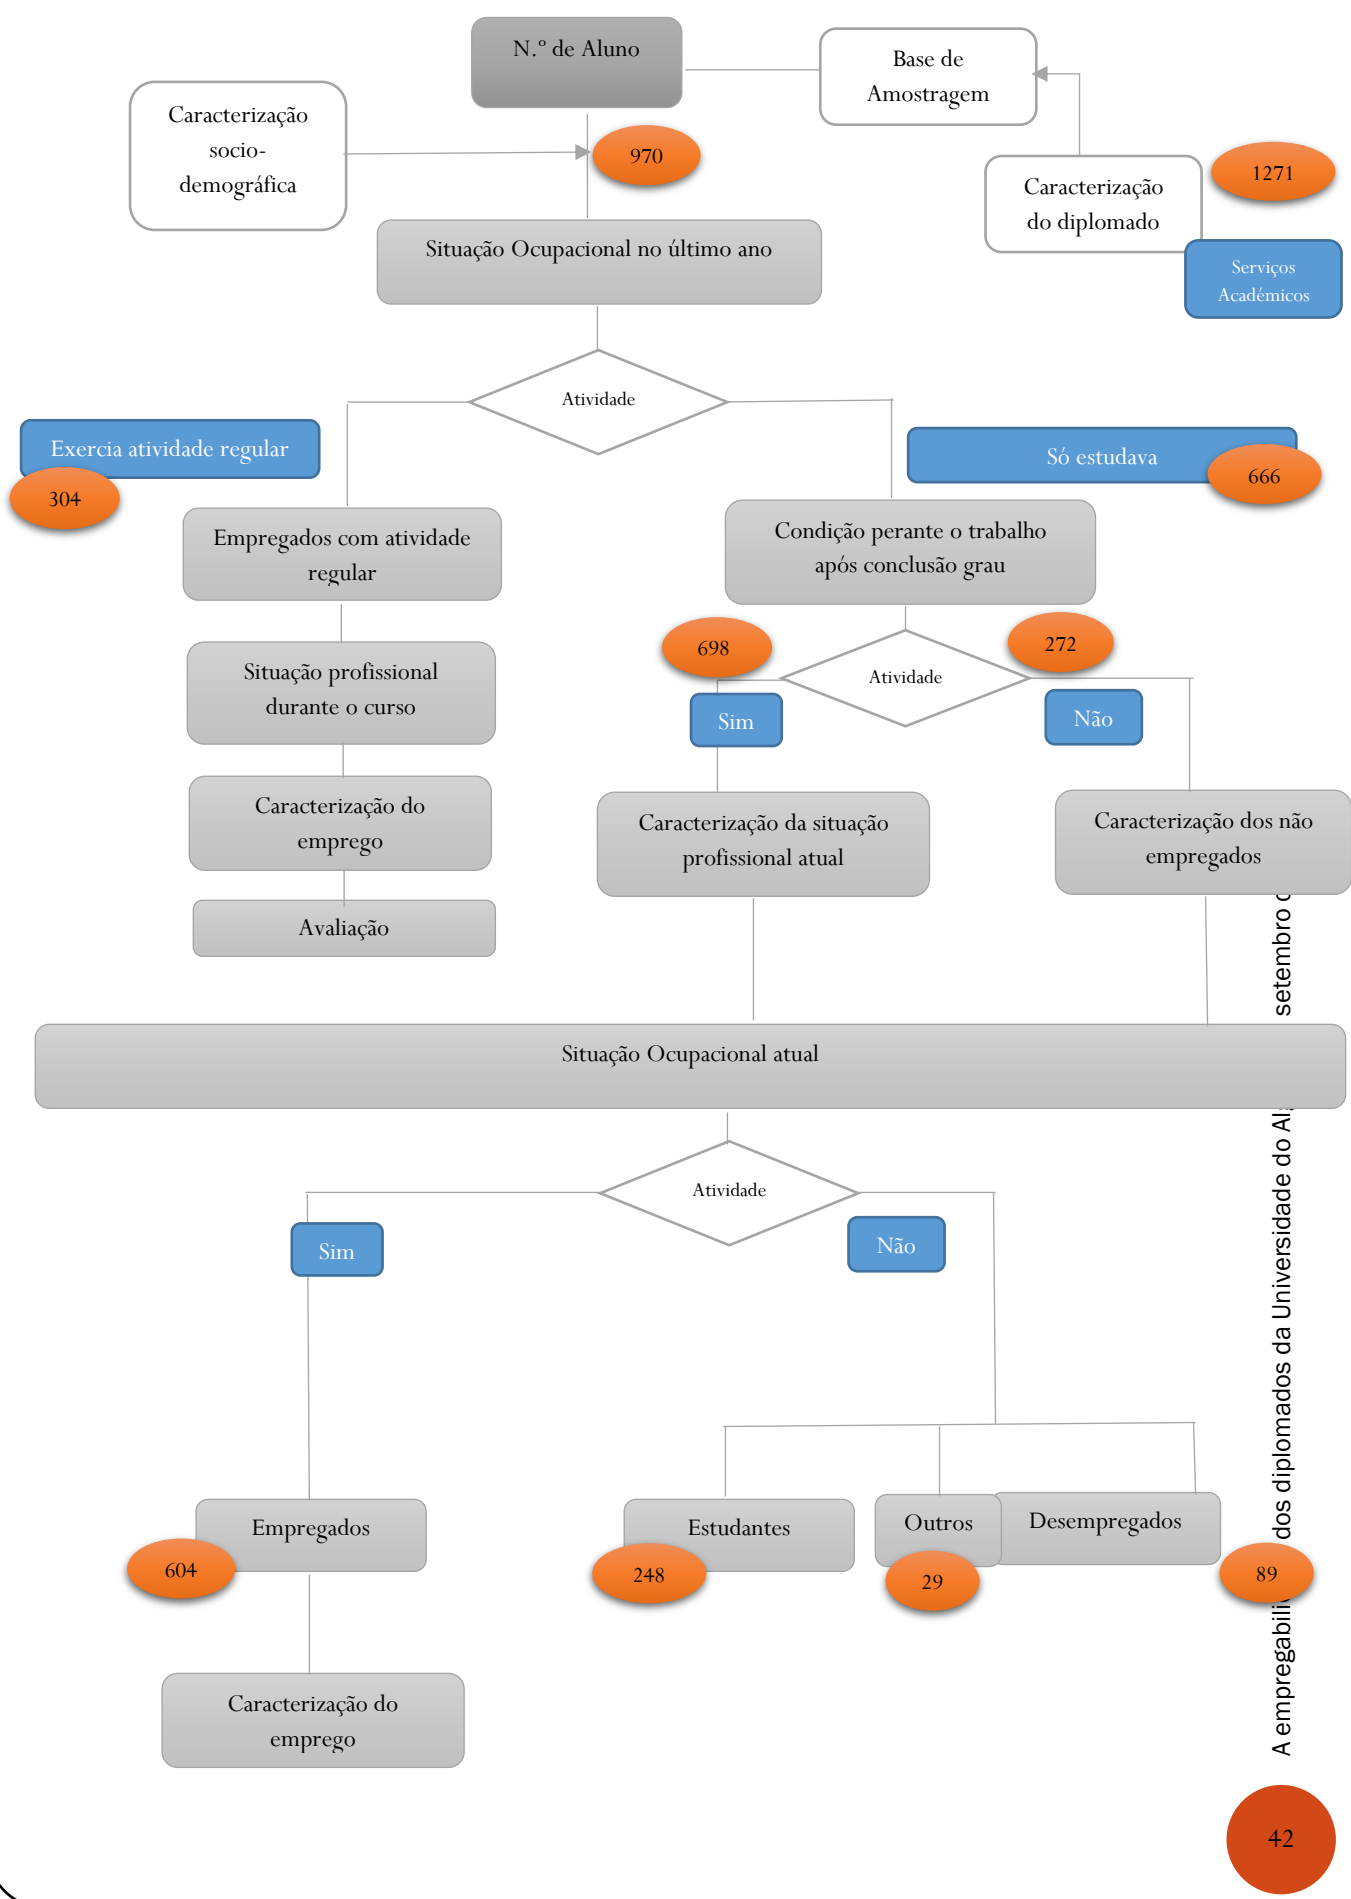 N.º de Aluno
Base de
Amostragem
Caracterização
socio-
demográfica
970
1271
Caracterização
do diplomado
Situação Ocupacional no último ano
Serviços
Académicos
Atividade
Exercia atividade regular
304
Só estudava
666
Empregados com atividade
regular
Condição perante o trabalho
após conclusão grau
698
272
Atividade
Situação profissional
durante o curso
Sim
Não
Caracterização do
emprego
Caracterização da situação
profissional atual
Caracterização dos não
empregados
Avaliação
Situação Ocupacional atual
Atividade
Sim
Não
Empregados
604
Estudantes
248
Outros
29
Desempregados
89
Caracterização do
emprego
A empregabili dos diplomados da Universidade do Al setembro
42